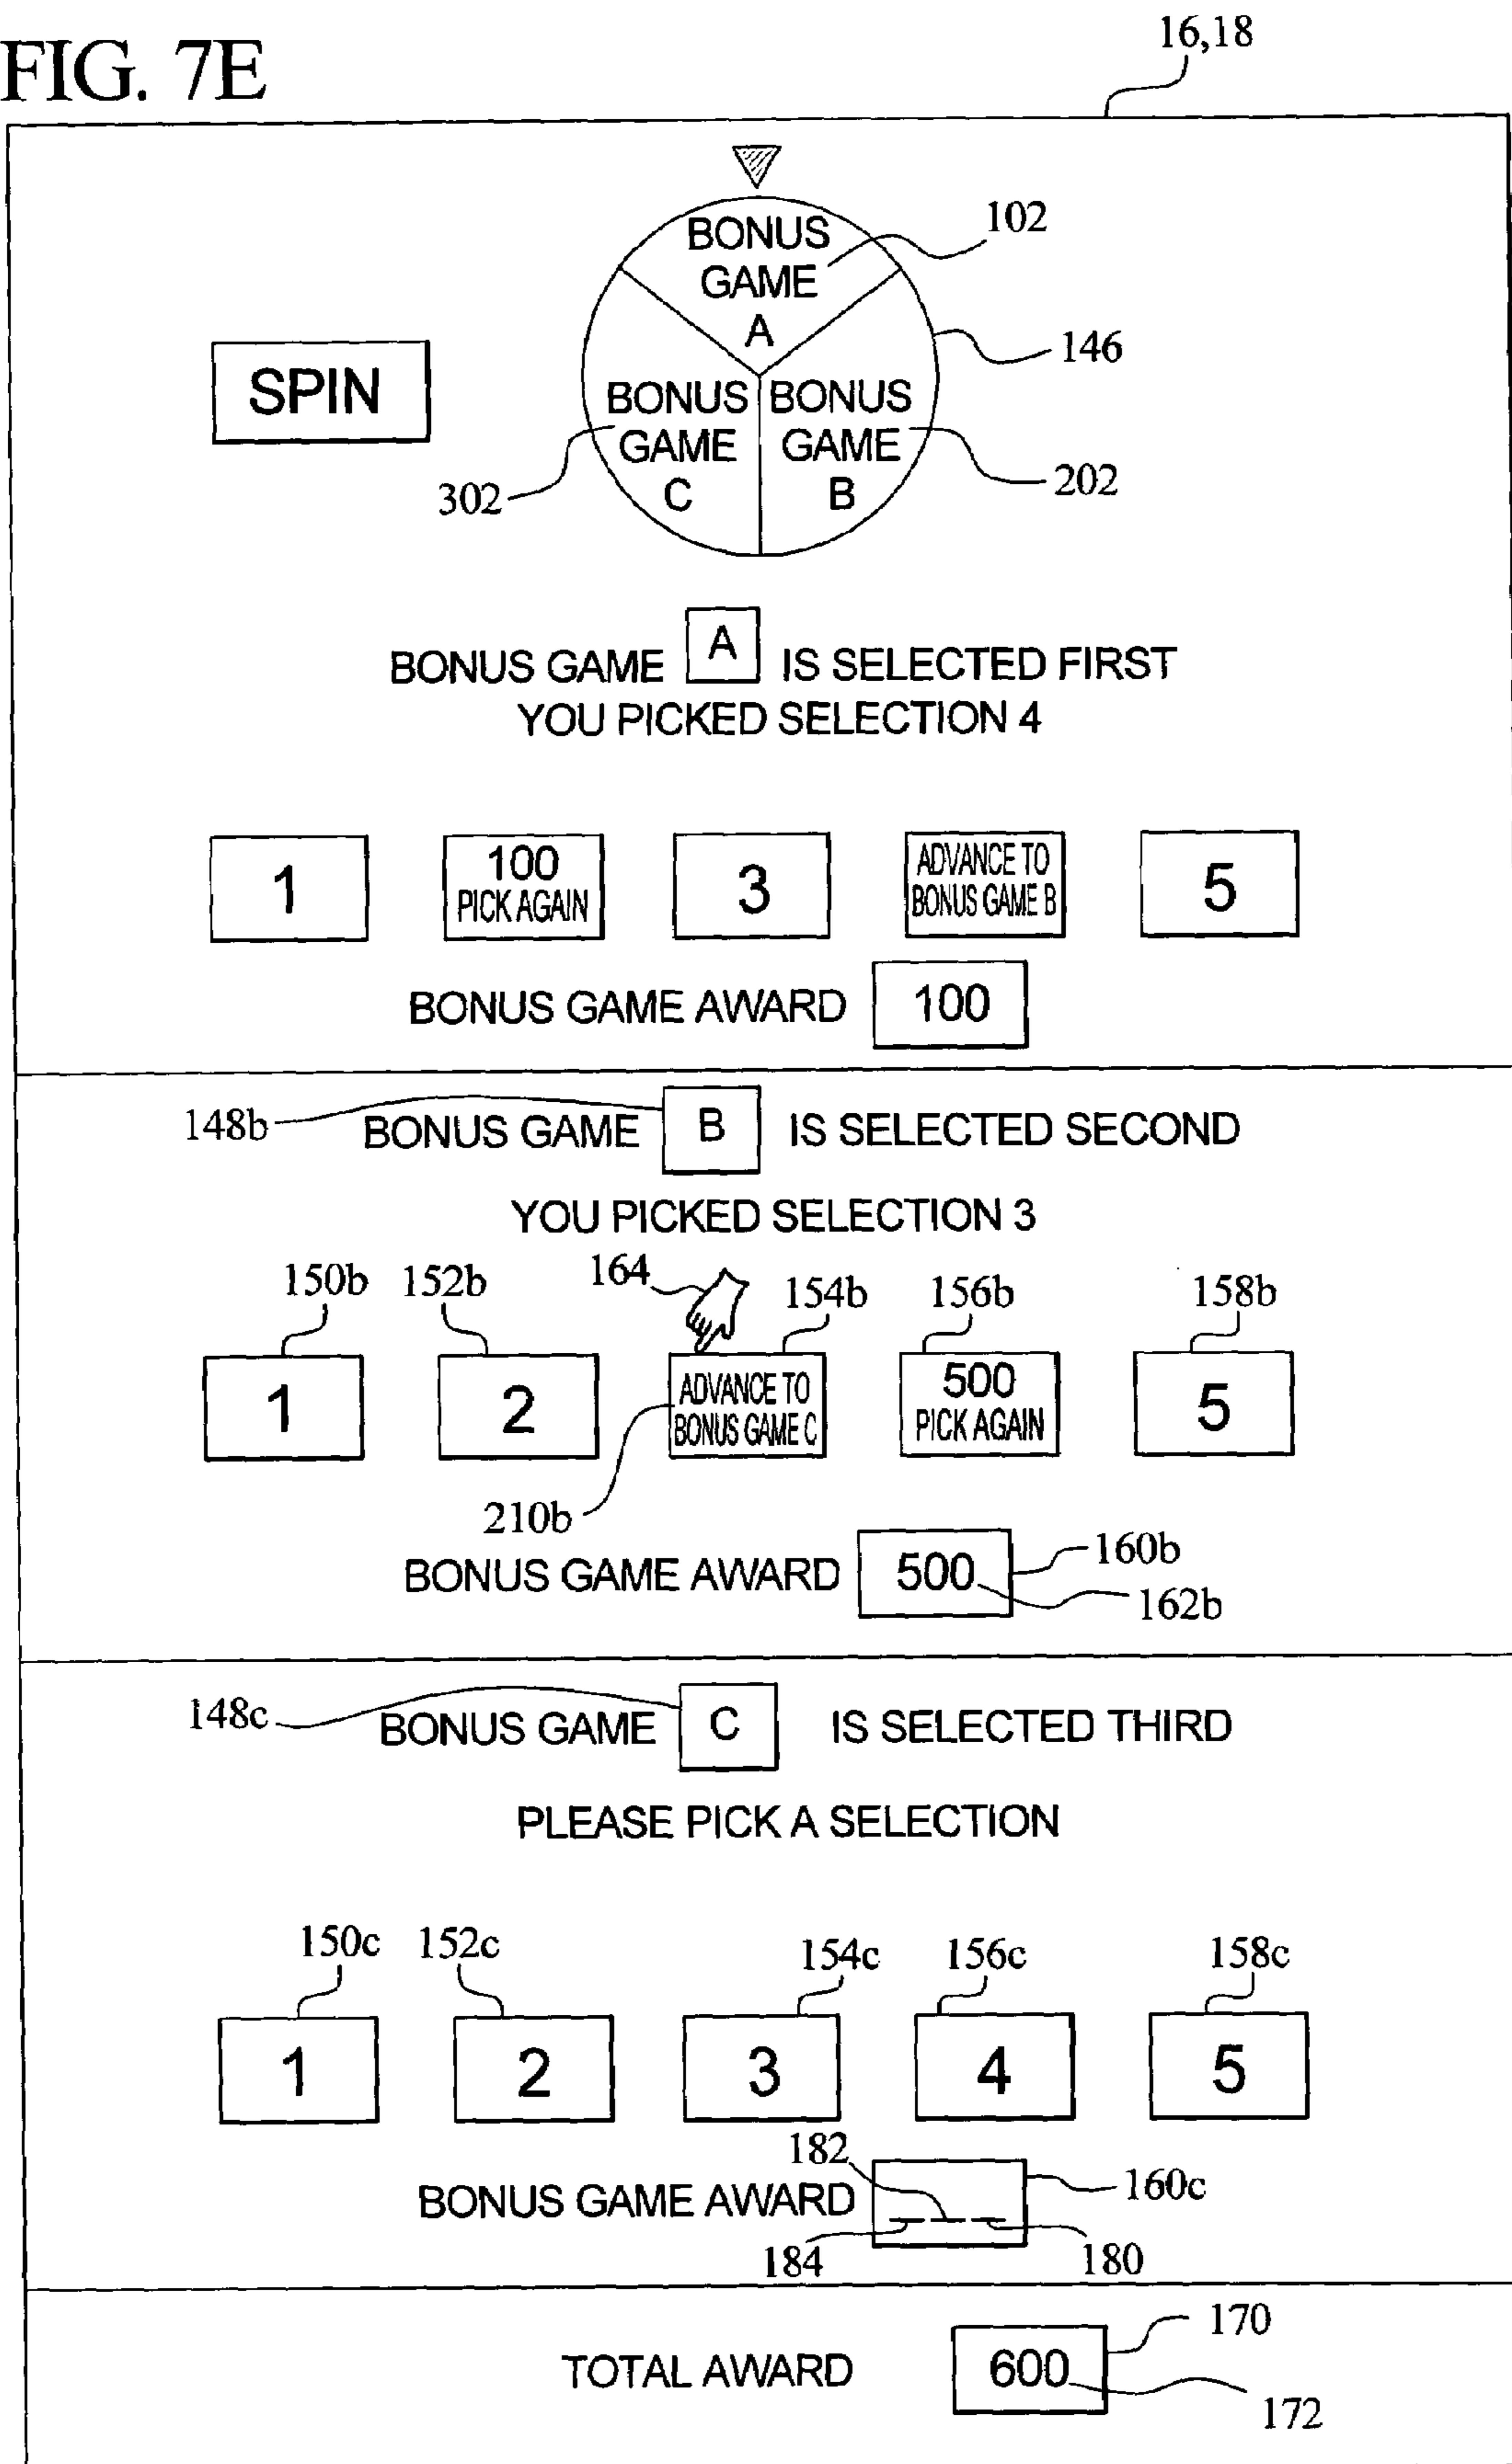 FIG. 7E
16,18
BONUS
GAME
A
102
146
SPIN
BONUS
GAME
C
BONUS
GAME
B
302
202
BONUS GAME A IS SELECTED FIRST
YOU PICKED SELECTION 4
1
100
PICK AGAIN
3
ADVANCE TO
BONUS GAME B
5
BONUS GAME AWARD 100
148b
BONUS GAME B IS SELECTED SECOND
YOU PICKED SELECTION 3
150b 152b 164 154b 156b 158b
1
2
ADVANCE TO
BONUS GAME C
500
PICK AGAIN
5
210b
BONUS GAME AWARD 500
160b
162b
148c
BONUS GAME C IS SELECTED THIRD
PLEASE PICK A SELECTION
150c 152c 154c 156c 158c
1 2 3 4 5
182
BONUS GAME AWARD
160c
184 180
TOTAL AWARD 600
170
172